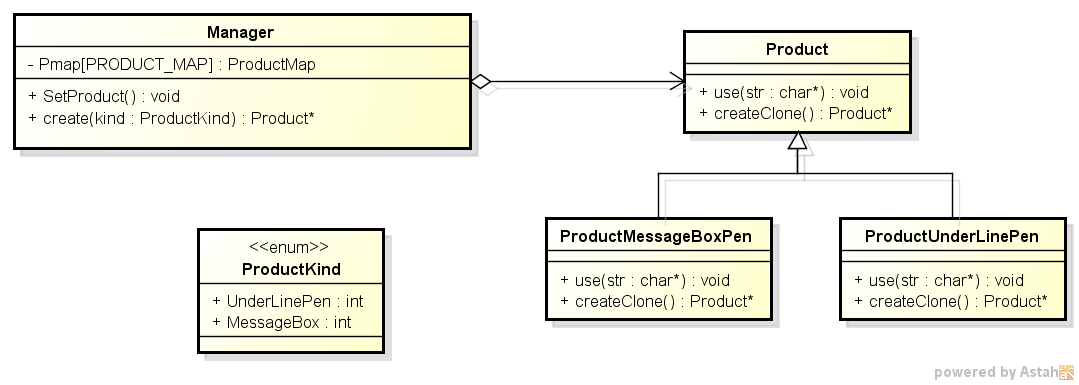 Manager
- Pmap[PRODUCT_MAP] : ProductMap
+ SetProduct() : void
+ create(kind : ProductKind) : Product*
Product
+ use(str : char*) : void
+ createClone() : Product*
<<enum>>
ProductKind
+ UnderLinePen : int
+ MessageBox : int
ProductMessageBoxPen
+ use(str : char*) : void
+ createClone() : Product*
ProductUnderLinePen
+ use(str : char*) : void
+ createClone() : Product*
powered by Astah